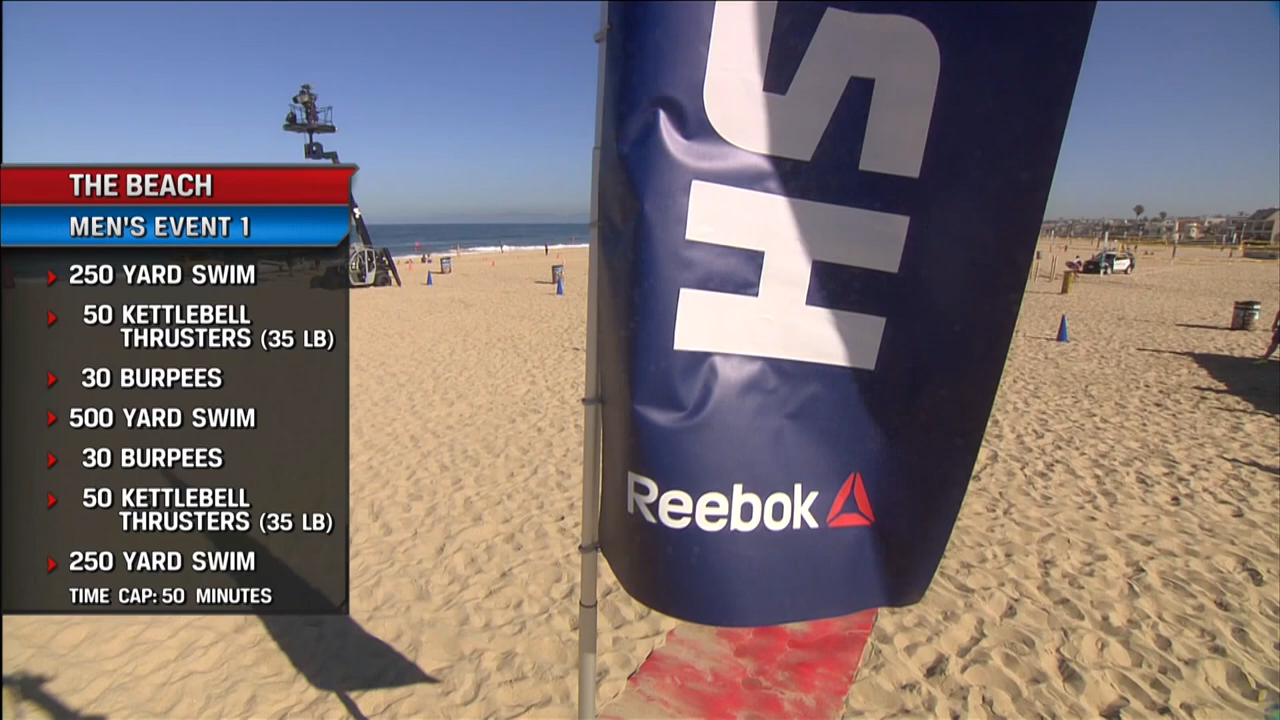 THE BEACH
MEN'S EVENT 1
250 YARD SWIM
50 KETTLEBELL
THRUSTERS (35 LB)
30 BURPEES
500 YARD SWIM
30 BURPEES
50 KETTLEBELL
THRUSTERS (35 LB)
250 YARD SWIM
TIME CAP: 50 MINUTES
SH
Reebok